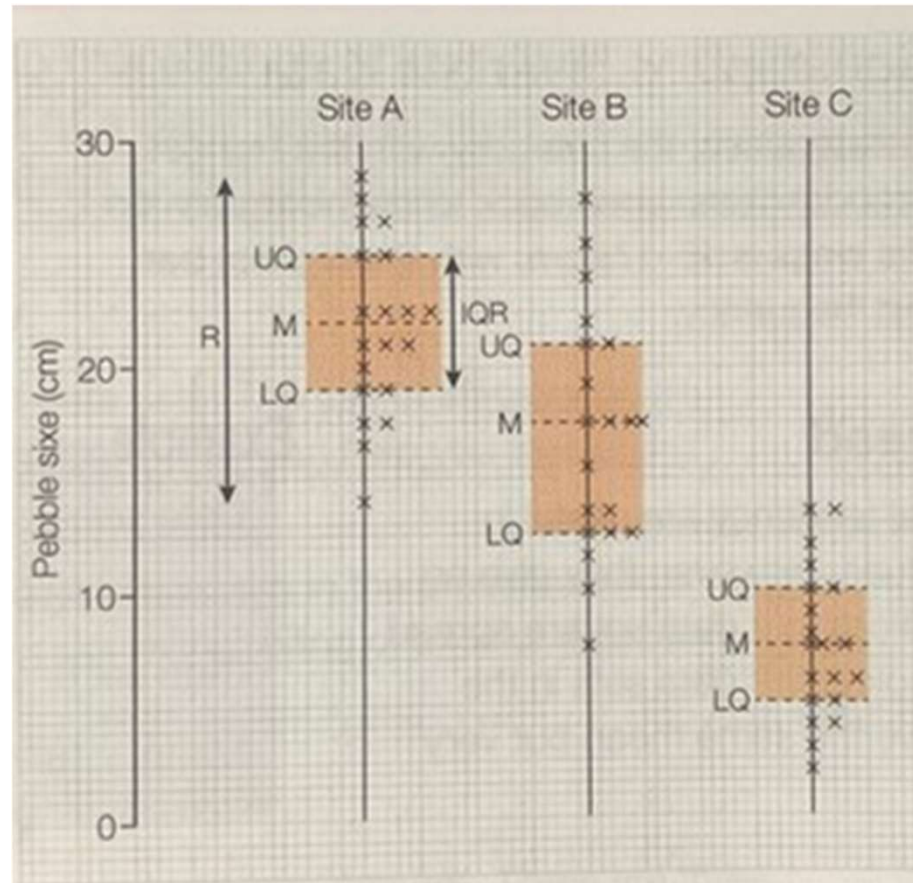 Site A Site B Site C
30
UQ
IQR
M
UQ
R
20
LQ
M
Pebble sixe (cm)
LQ
10
UQ
M
LQ
0